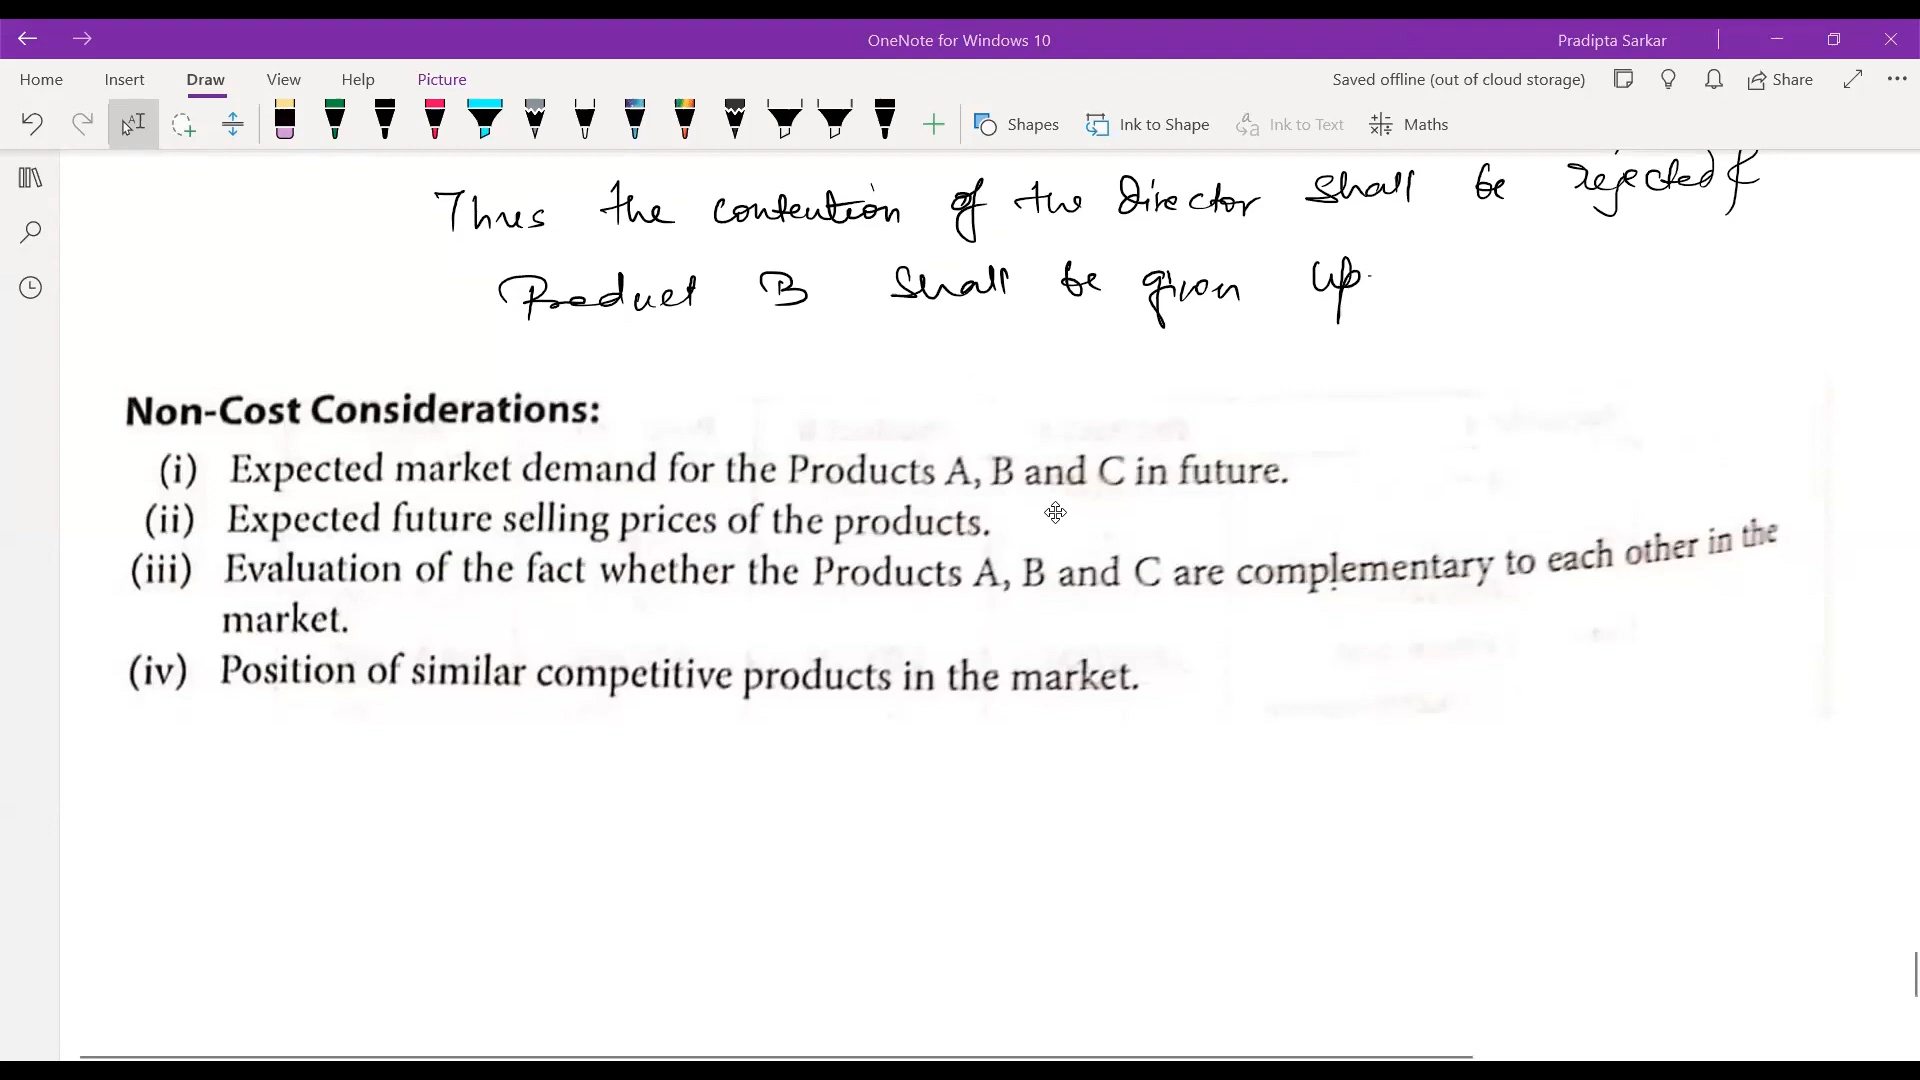 OneNote for Windows 10
Pradipta Sarkar
Home Insert Draw View Help Picture
Saved offline (out of cloud storage) Share
Shapes Ink to Shape Ink to Text Maths
Thus the contention of the director shall be rejected &
Product B shall be given up.
Non-Cost Considerations:
(i) Expected market demand for the Products A, B and C in future.
(ii) Expected future selling prices of the products.
(iii) Evaluation of the fact whether the Products A, B and C are complementary to each other in the
market.
(iv) Position of similar competitive products in the market.